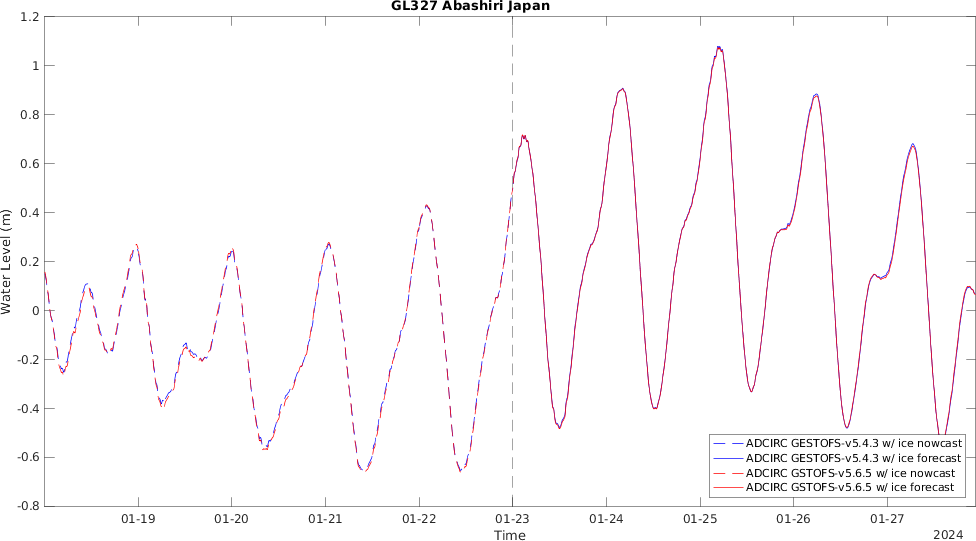 GL327 Abashiri Japan
1.2
1
0.8
0.6
0.4
0.2
0
-0.2
-0.4
-0.6
-0.8
Water Level (m)
ADCIRC GESTOFS-v5.4.3 w/ ice nowcast
ADCIRC GESTOFS-v5.4.3 w/ ice forecast
ADCIRC GSTOFS-v5.6.5 w/ ice nowcast
ADCIRC GSTOFS-v5.6.5 w/ ice forecast
01-19 01-20 01-21 01-22 01-23 01-24 01-25 01-26 01-27
Time
2024